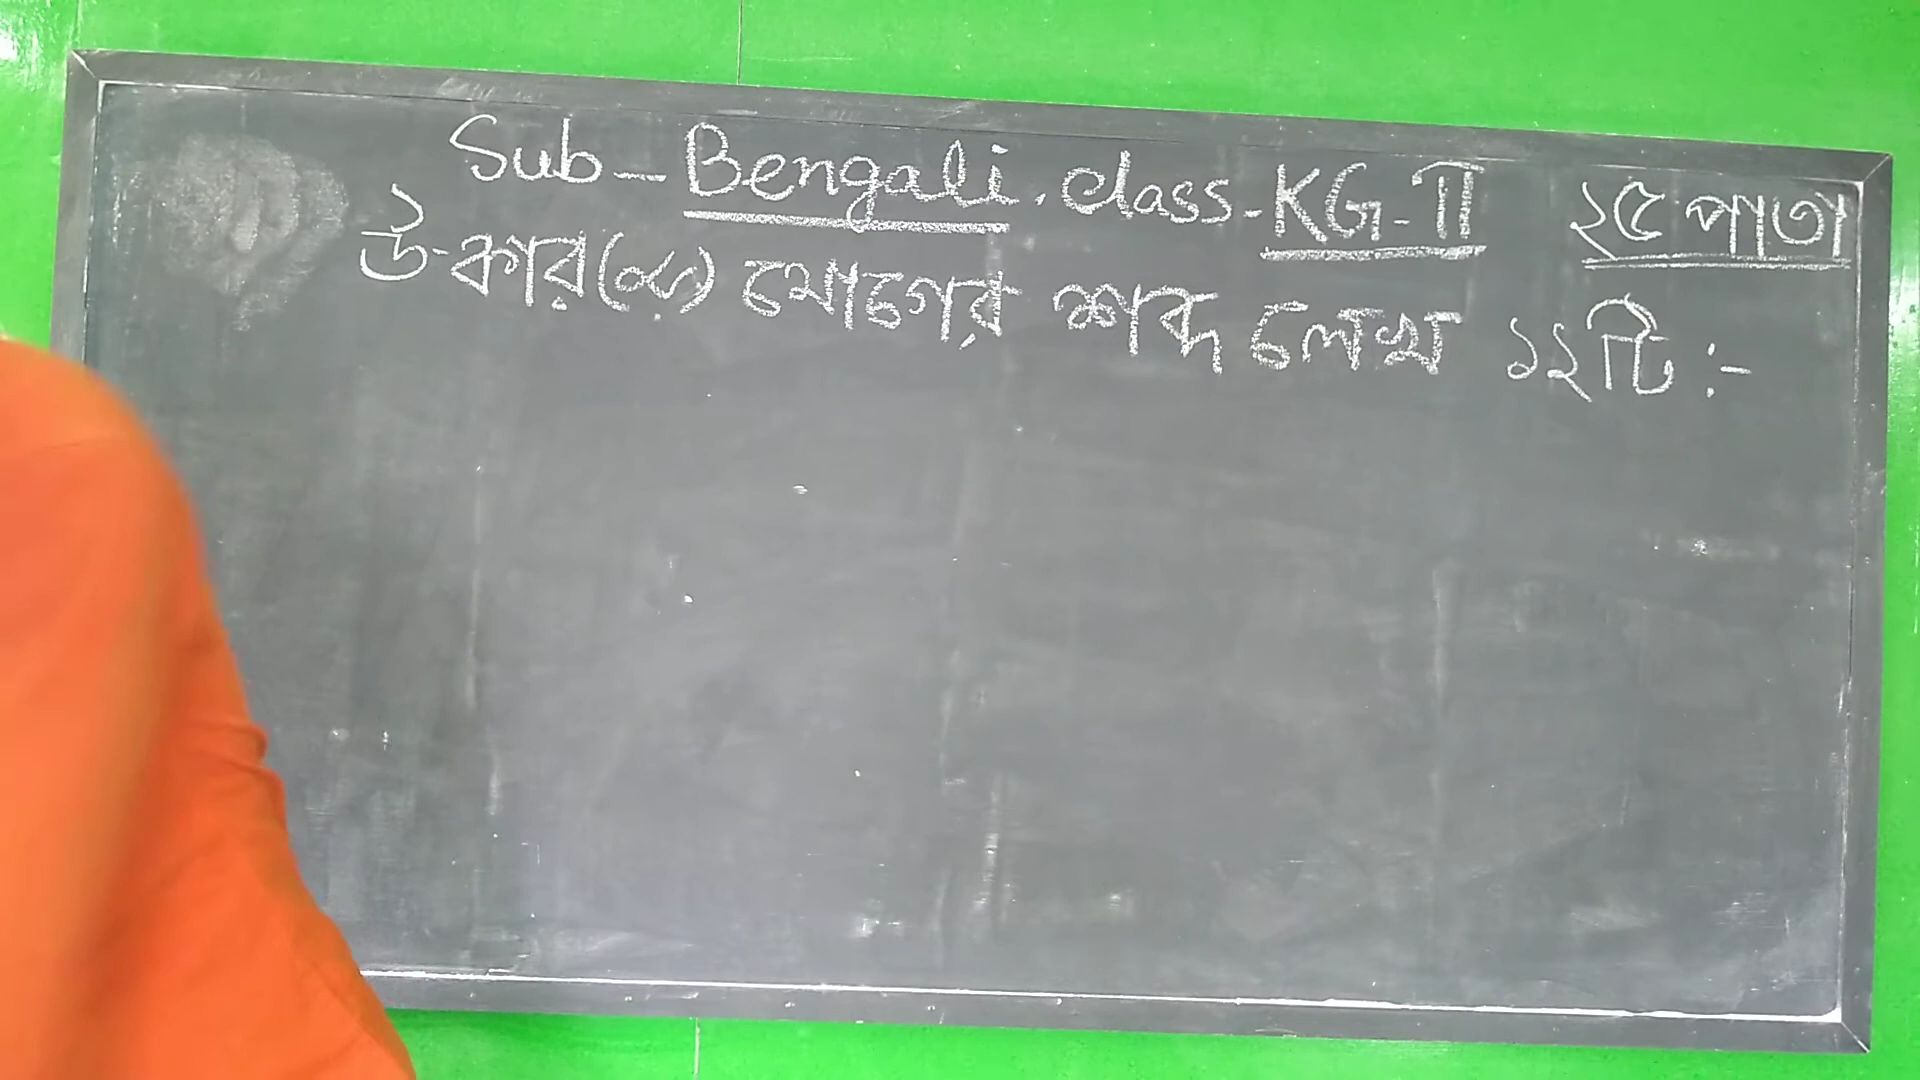 Sub - Bengali. class - KG - II ২৫ পাতা
উ-কার(ু) যোগের শব্দ লেখ ১২টি :-